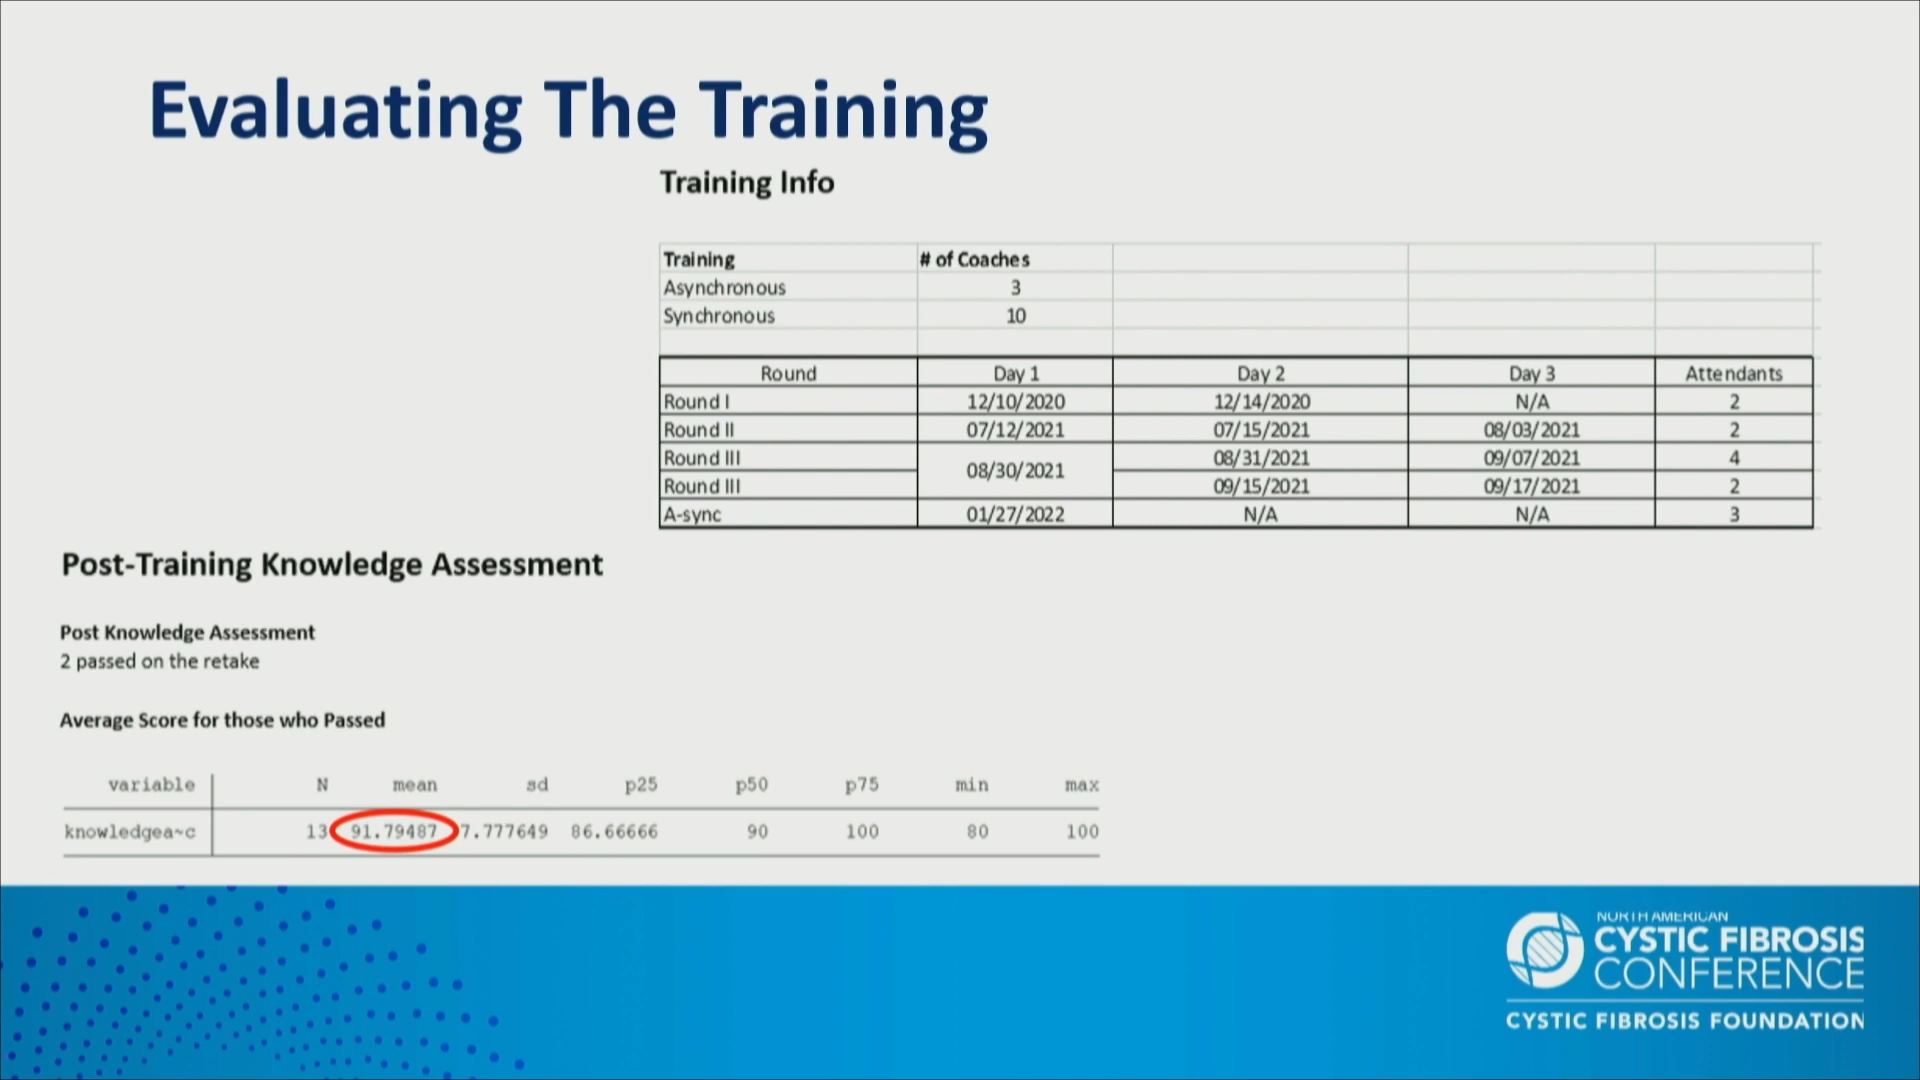 Evaluating The Training
Training Info
Training # of Coaches
Asynchronous 3
Synchronous 10
Round Day 1 Day 2 Day 3 Attendants
Round I 12/10/2020 12/14/2020 N/A 2
Round II 07/12/2021 07/15/2021 08/03/2021 2
Round III 08/30/2021 08/31/2021 09/07/2021 4
Round III 09/15/2021 09/17/2021 2
A-sync 01/27/2022 N/A N/A 3
Post-Training Knowledge Assessment
Post Knowledge Assessment
2 passed on the retake
Average Score for those who Passed
variable N mean sd p25 p50 p75 min max
knowledgea~c 13 91.79487 7.777649 86.66666 90 100 80 100
NORTH AMERICAN
CYSTIC FIBROSIS
CONFERENCE
CYSTIC FIBROSIS FOUNDATION